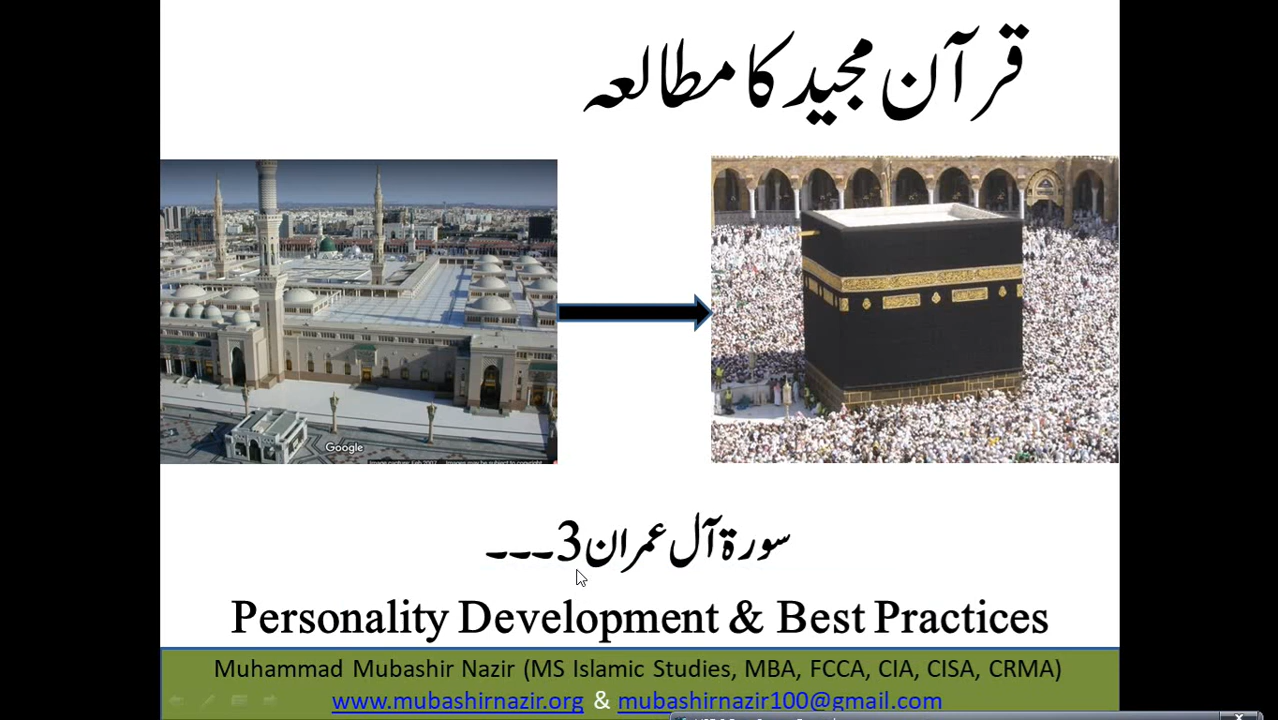 قرآن مجید کا مطالعہ
Google
سورۃ آل عمران 3۔۔۔
Personality Development & Best Practices
Muhammad Mubashir Nazir (MS Islamic Studies, MBA, FCCA, CIA, CISA, CRMA)
www.mubashirnazir.org & mubashirnazir100@gmail.com